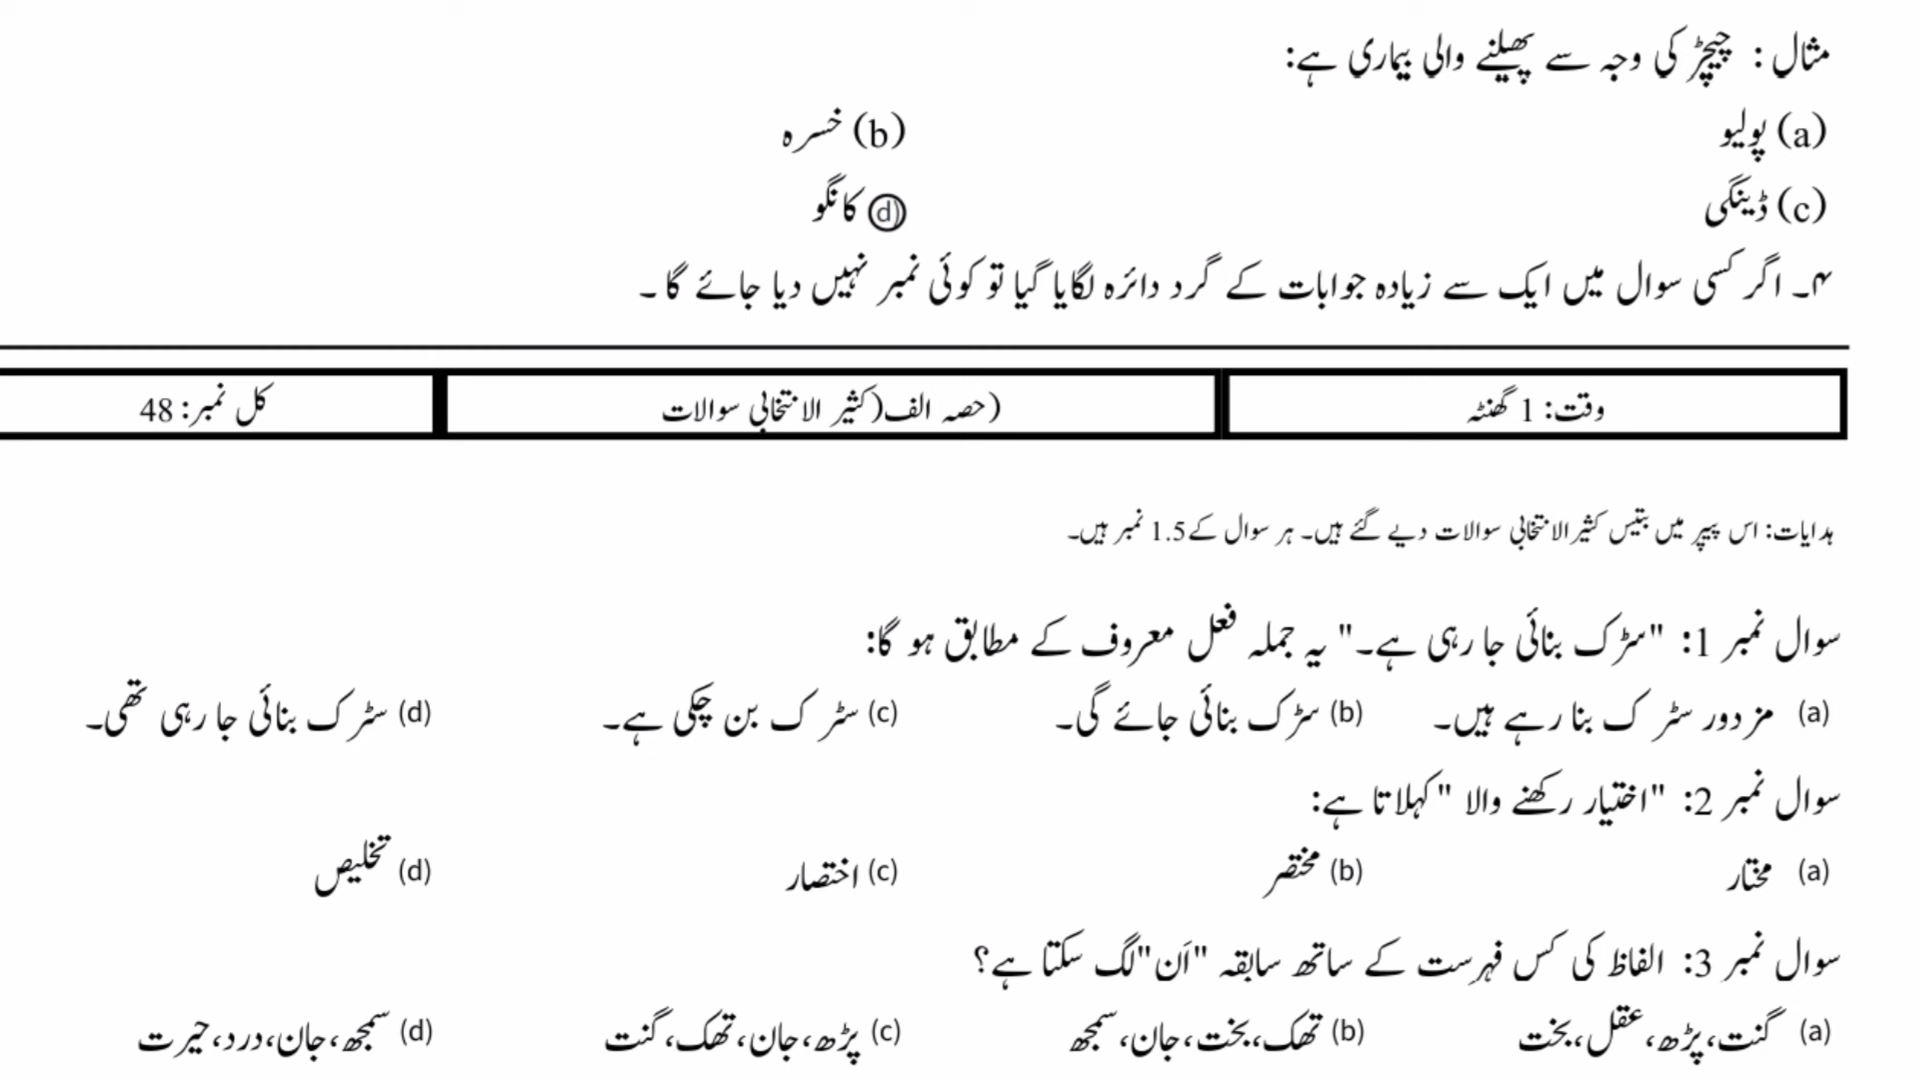 مثال : چیچڑ کی وجہ سے پھیلنے والی بیماری ہے:
(a) پولیو (b) خسرہ
(c) ڈینگی (d) کانگو
۴۔ اگر کسی سوال میں ایک سے زیادہ جوابات کے گرد دائرہ لگایا گیا تو کوئی نمبر نہیں دیا جائے گا ۔
وقت: 1 گھنٹہ (حصہ الف)کثیر الانتخابی سوالات کل نمبر: 48
ہدایات: اس پیپر میں بتیس کثیرالانتخابی سوالات دیے گئے ہیں۔ ہر سوال کے 1.5 نمبر ہیں۔
سوال نمبر 1: "سڑک بنائی جا رہی ہے۔" یہ جملہ فعل معروف کے مطابق ہو گا:
(a) مزدور سڑک بنا رہے ہیں۔ (b) سڑک بنائی جائے گی۔ (c) سڑک بن چکی ہے۔ (d) سڑک بنائی جا رہی تھی۔
سوال نمبر 2: "اختیار رکھنے والا "کہلاتا ہے:
(a) مختار (b) مختصر (c) اختصار (d) تخلیص
سوال نمبر 3: الفاظ کی کس فہرست کے ساتھ سابقہ "اَن"لگ سکتا ہے؟
(a) گنت، پڑھ، عقل، بخت (b) تھک، بخت، جان، سمجھ (c) پڑھ، جان، تھک، گنت (d) سمجھ، جان، درد، حیرت